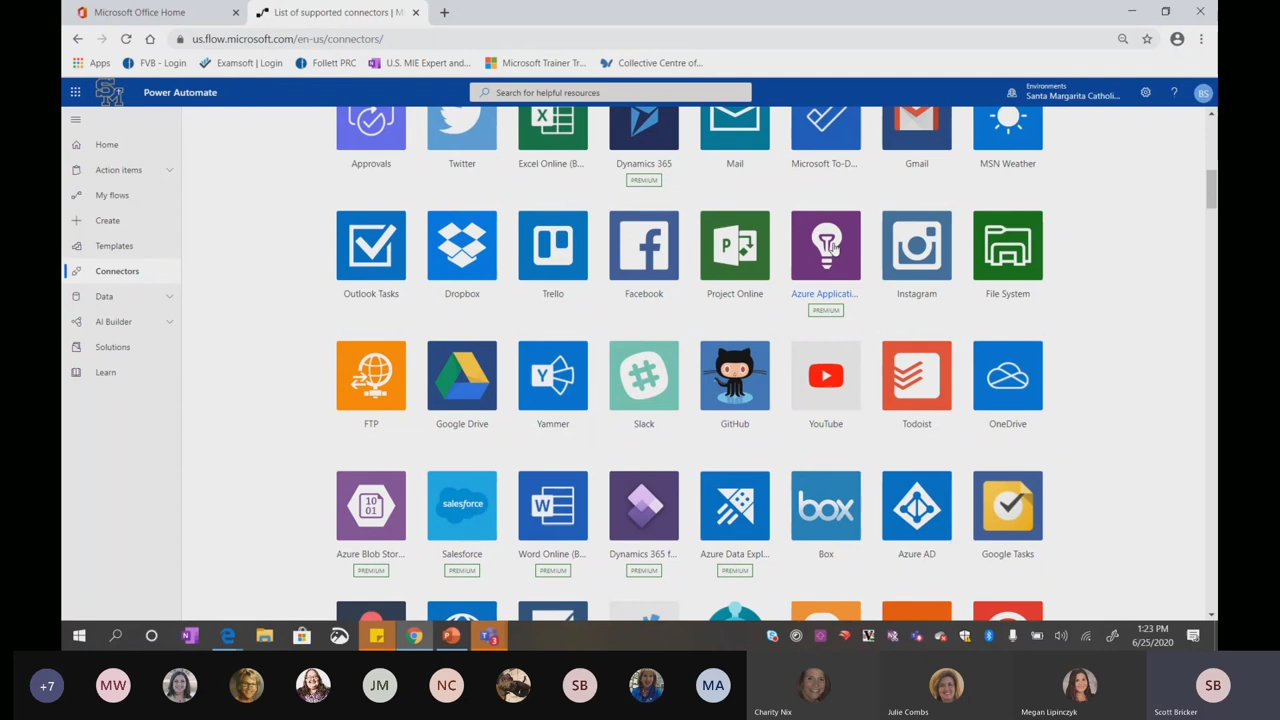 Microsoft Office Home
List of supported connectors | M
us.flow.microsoft.com/en-us/connectors/
Apps
FVB - Login
Examsoft | Login
Follett PRC
U.S. MIE Expert and...
Microsoft Trainer Tr...
Collective Centre of...
SM
Power Automate
Search for helpful resources
Environments
Santa Margarita Catholi...
?
BS
Home
Action items
My flows
Create
Templates
Connectors
Data
AI Builder
Solutions
Learn
Approvals
Twitter
Excel Online (B...
Dynamics 365
Mail
Microsoft To-D...
Gmail
MSN Weather
PREMIUM
Outlook Tasks
Dropbox
Trello
Facebook
Project Online
Azure Applicati...
Instagram
File System
PREMIUM
FTP
Google Drive
Yammer
Slack
GitHub
YouTube
Todoist
OneDrive
10
01
salesforce
box
Azure Blob Stor...
Salesforce
Word Online (B...
Dynamics 365 f...
Azure Data Expl...
Box
Azure AD
Google Tasks
PREMIUM
PREMIUM
PREMIUM
PREMIUM
PREMIUM
1:23 PM
6/25/2020
+7
MW
JM
NC
SB
MA
SB
Charity Nix
Julie Combs
Megan Lipinczyk
Scott Bricker